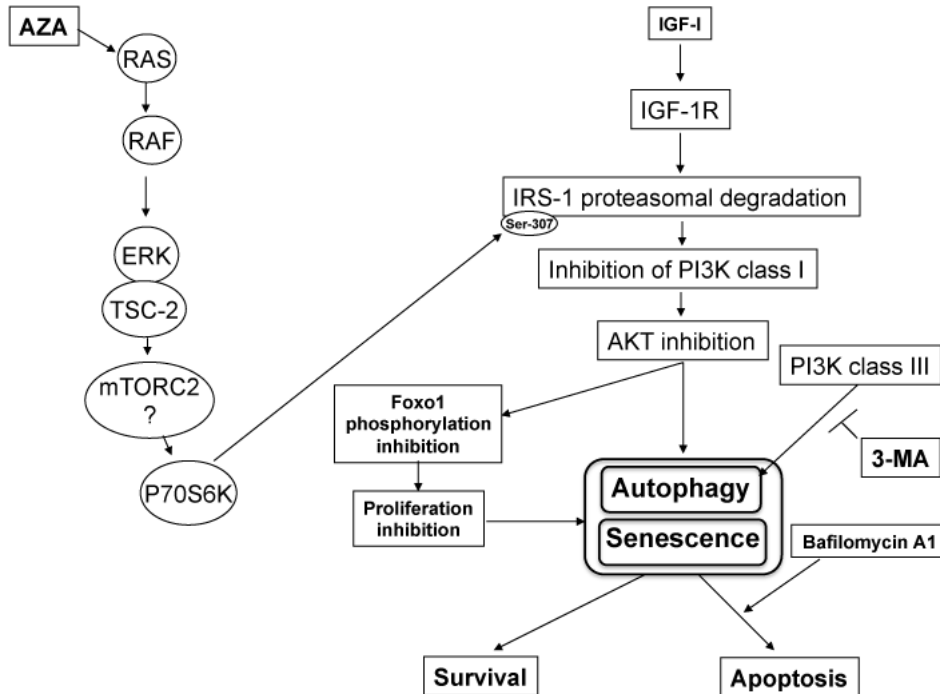 AZA
RAS
RAF
ERK
TSC-2
mTORC2
?
P70S6K
IGF-I
IGF-1R
IRS-1 proteasomal degradation
Ser-307
Inhibition of PI3K class I
AKT inhibition
PI3K class III
3-MA
Foxo1
phosphorylation
inhibition
Proliferation
inhibition
Autophagy
Senescence
Bafilomycin A1
Survival
Apoptosis